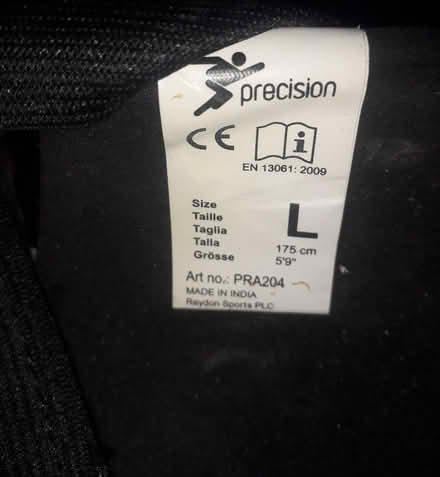 precision
CE
i
EN 13061: 2009
Size
Taille
Taglia
Talla
Grösse
L
175 cm
5'9"
Art no.: PRA204
MADE IN INDIA
Reydon Sports PLC